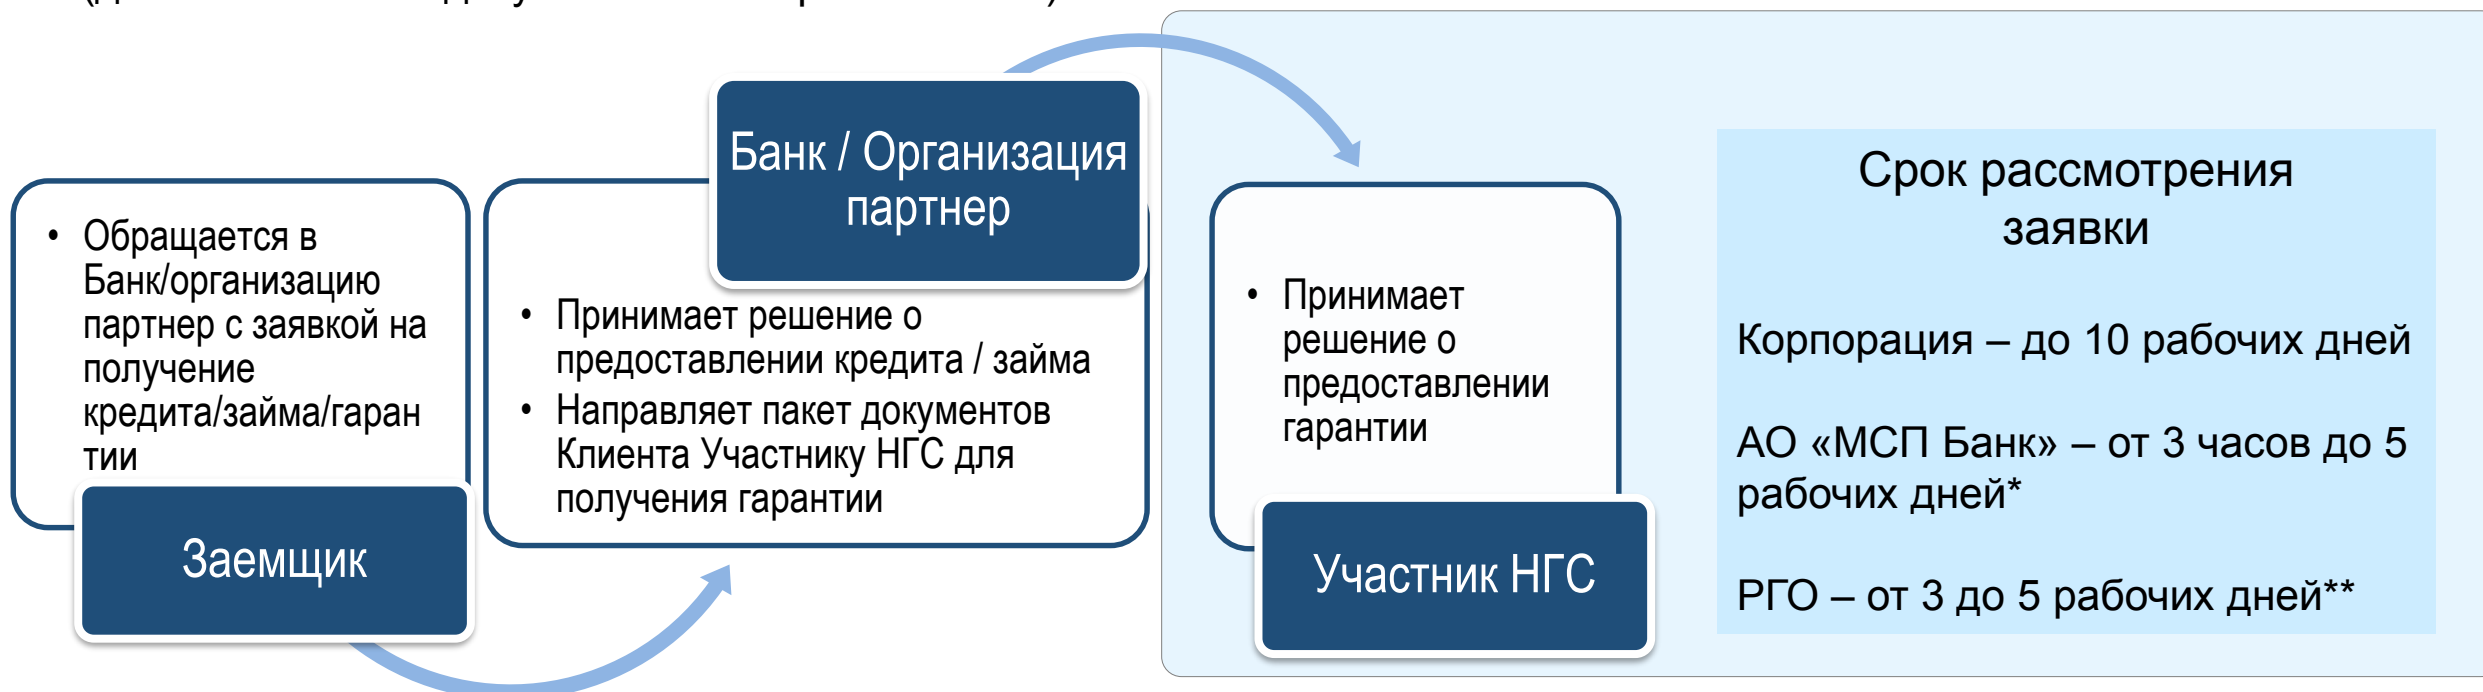 Банк / Организация
партнер
• Обращается в
Банк/организацию
партнер с заявкой на
получение
кредита/займа/гаран
тии
Заемщик
• Принимает решение о
предоставлении кредита / займа
• Направляет пакет документов
Клиента Участнику НГС для
получения гарантии
• Принимает
решение о
предоставлении
гарантии
Участник НГС
Срок рассмотрения
заявки
Корпорация – до 10 рабочих дней
АО «МСП Банк» – от 3 часов до 5
рабочих дней*
РГО – от 3 до 5 рабочих дней**